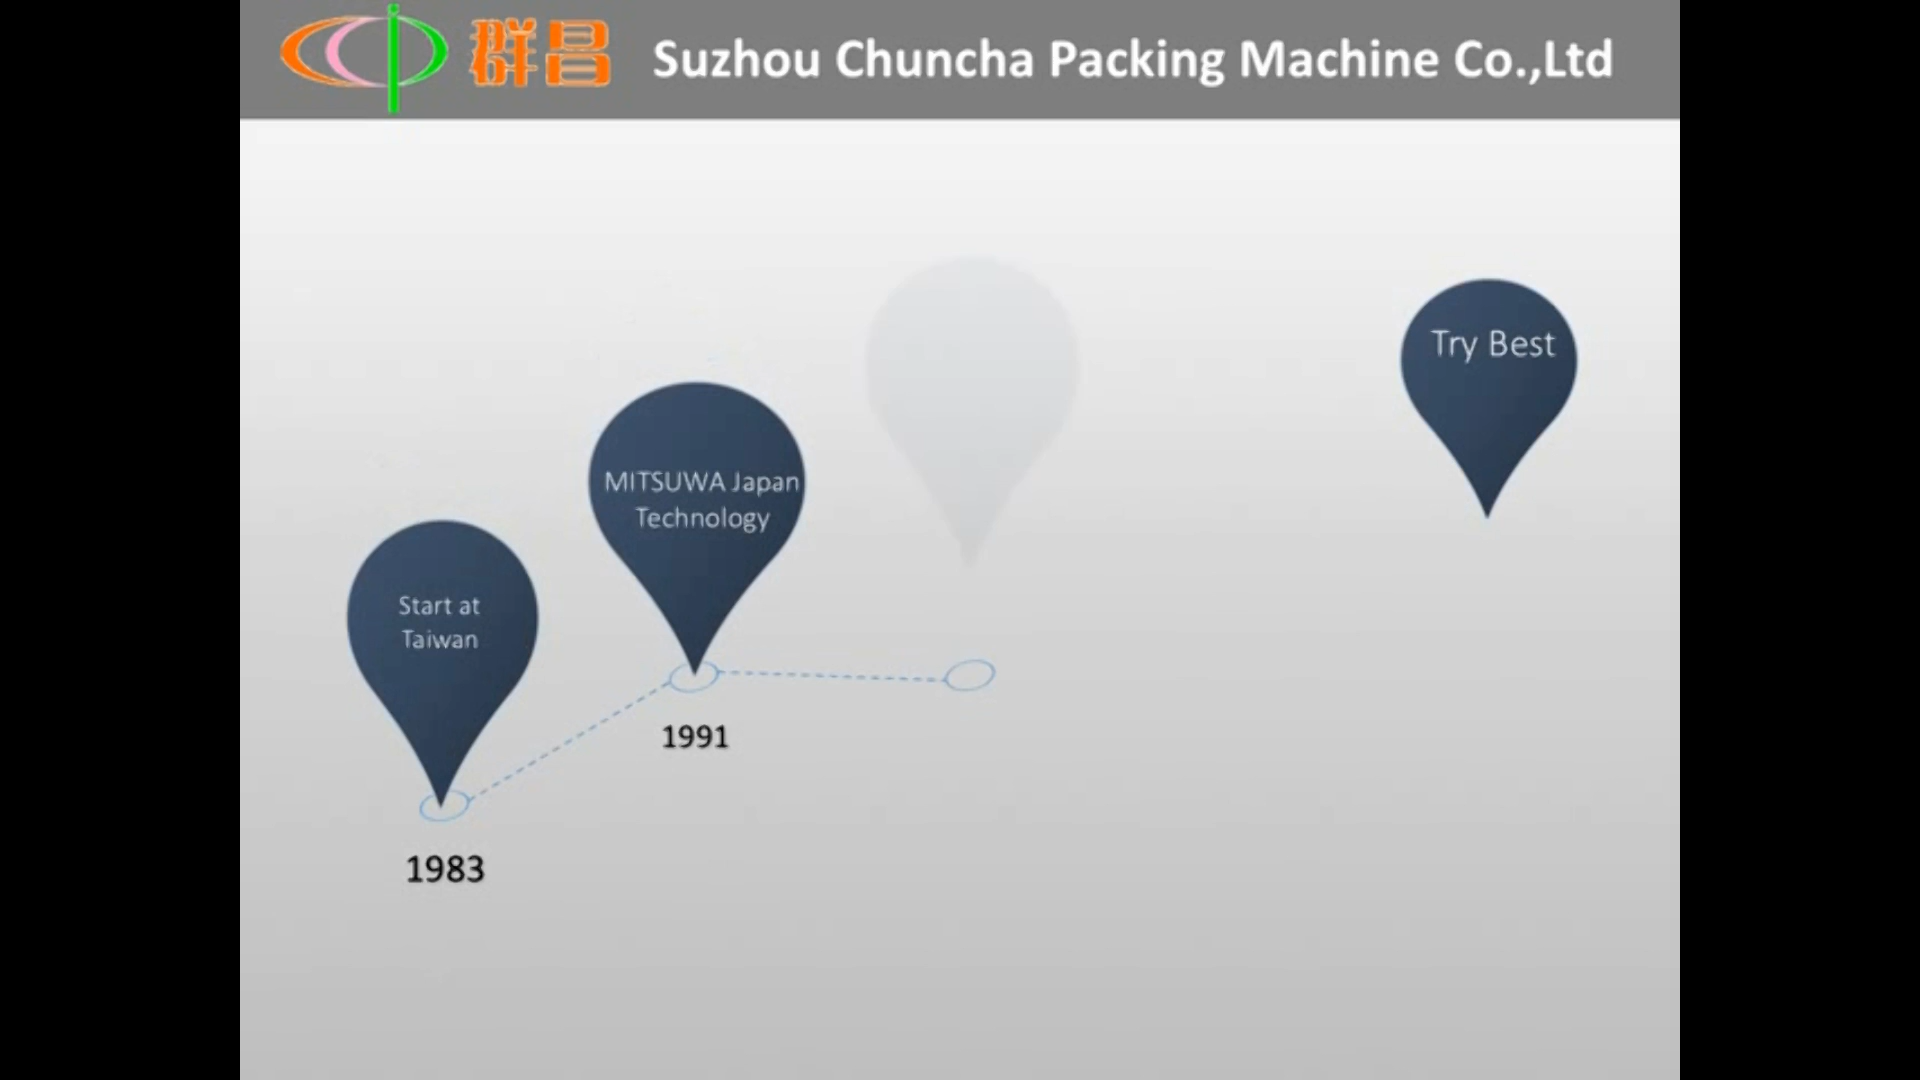 群昌 Suzhou Chuncha Packing Machine Co.,Ltd
Try Best
MITSUWA Japan
Technology
Start at
Taiwan
1991
1983